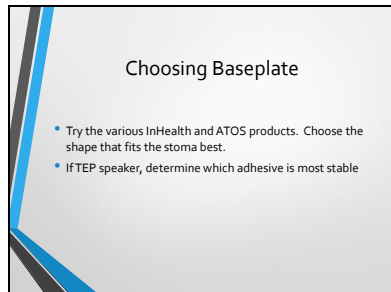 Choosing Baseplate
• Try the various InHealth and ATOS products. Choose the
shape that fits the stoma best.
• If TEP speaker, determine which adhesive is most stable